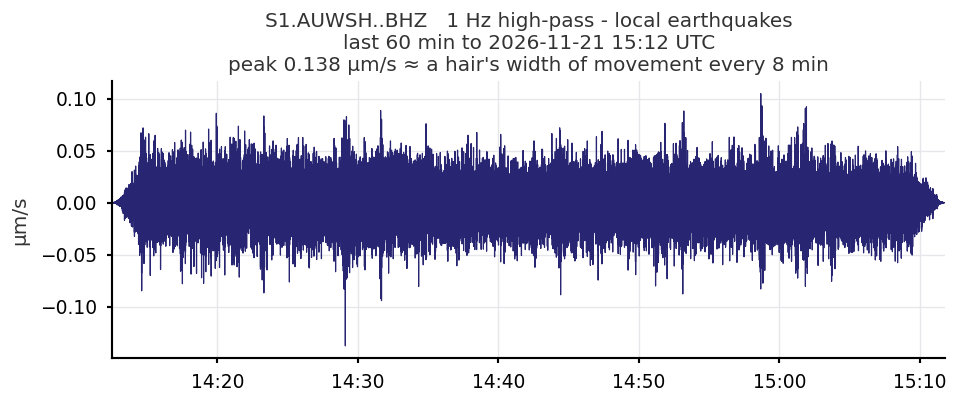 S1.AUWSH..BHZ   1 Hz high-pass - local earthquakes
last 60 min to 2026-11-21 15:12 UTC
peak 0.138 µm/s ≈ a hair's width of movement every 8 min
0.10
0.05
0.00
−0.05
−0.10
µm/s
14:20 14:30 14:40 14:50 15:00 15:10